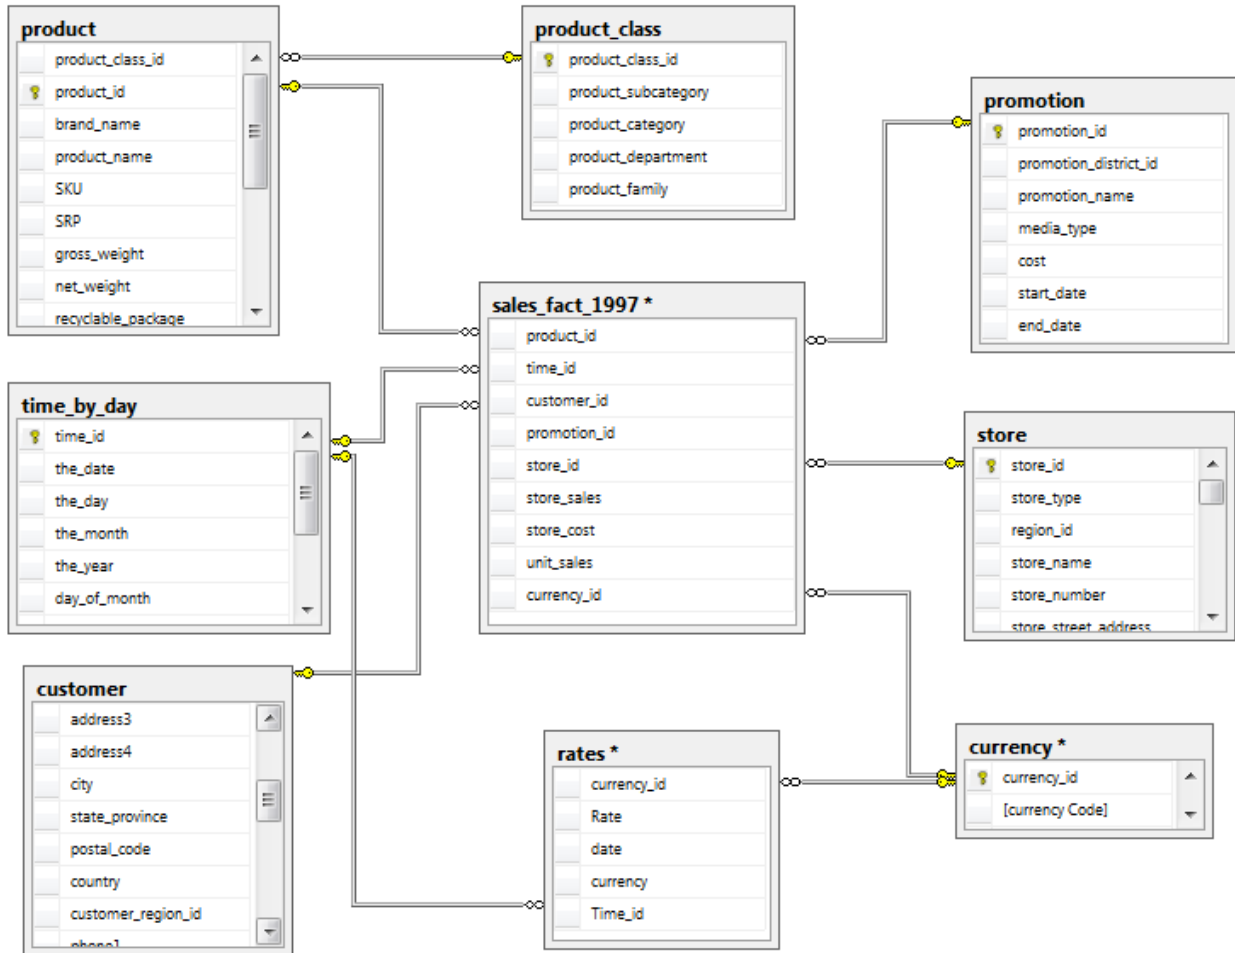 product
product_class_id
product_id
brand_name
product_name
SKU
SRP
gross_weight
net_weight
recyclable_package
product_class
product_class_id
product_subcategory
product_category
product_department
product_family
promotion
promotion_id
promotion_district_id
promotion_name
media_type
cost
start_date
end_date
sales_fact_1997 *
product_id
time_id
customer_id
promotion_id
store_id
store_sales
store_cost
unit_sales
currency_id
time_by_day
time_id
the_date
the_day
the_month
the_year
day_of_month
store
store_id
store_type
region_id
store_name
store_number
store_street_address
customer
address3
address4
city
state_province
postal_code
country
customer_region_id
phone1
rates *
currency_id
Rate
date
currency
Time_id
currency *
currency_id
[currency Code]